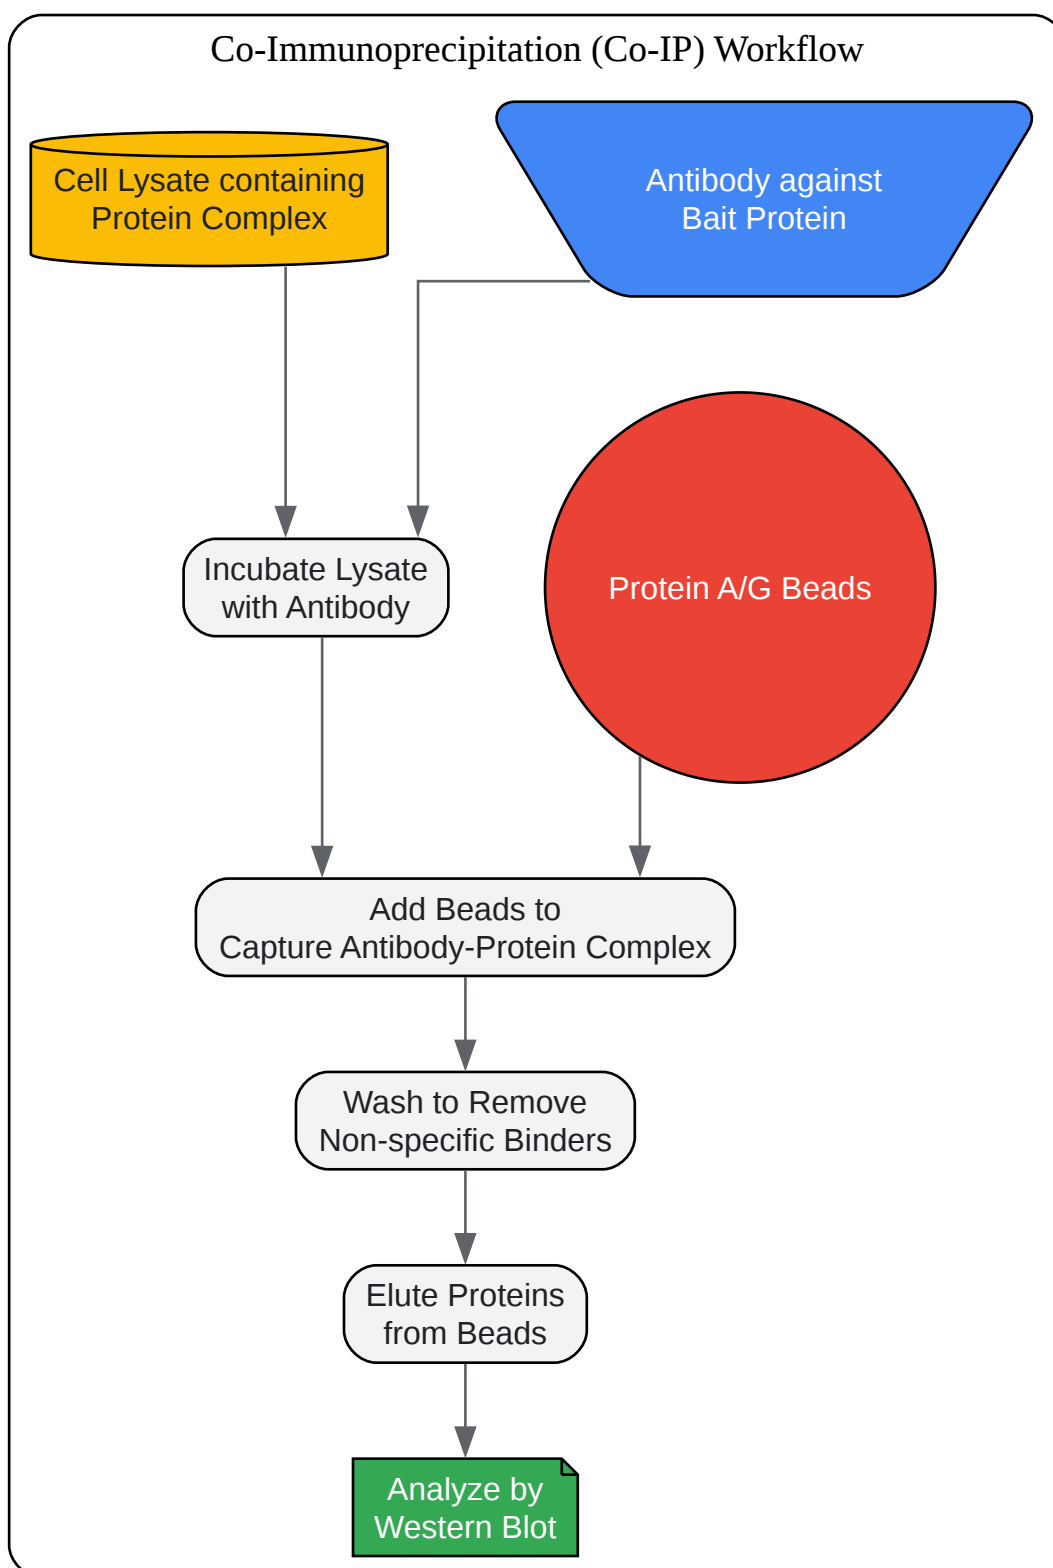 Co-Immunoprecipitation (Co-IP) Workflow
Cell Lysate containing
Protein Complex
Antibody against
Bait Protein
Incubate Lysate
with Antibody
Protein A/G Beads
Add Beads to
Capture Antibody-Protein Complex
Wash to Remove
Non-specific Binders
Elute Proteins
from Beads
Analyze by
Western Blot